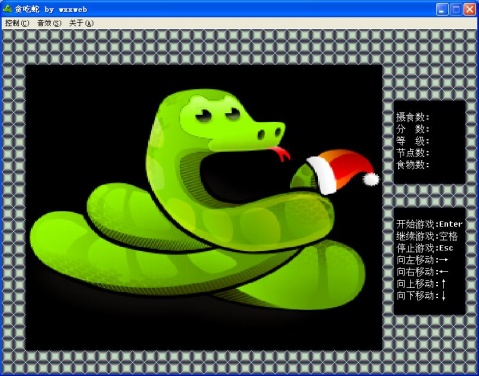 贪吃蛇 by wxxweb
控制(C) 音效(S) 关于(A)
摄食数:
分 数:
等 级:
节点数:
食物数:
开始游戏:Enter
继续游戏:空格
停止游戏:Esc
向左移动:→
向右移动:←
向上移动:↑
向下移动:↓